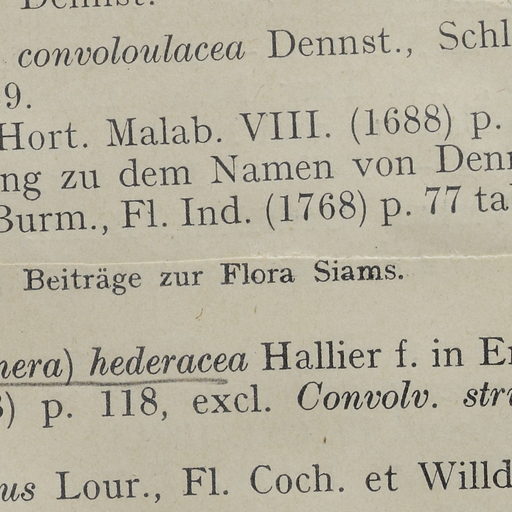 Dennst.
convoloulacea Dennst., Schl
9.
Hort. Malab. VIII. (1688) p.
ng zu dem Namen von Denn
Burm., Fl. Ind. (1768) p. 77 ta
Beiträge zur Flora Siams.
nera) hederacea Hallier f. in En
) p. 118, excl. Convolv. stri
us Lour., Fl. Coch. et Willd